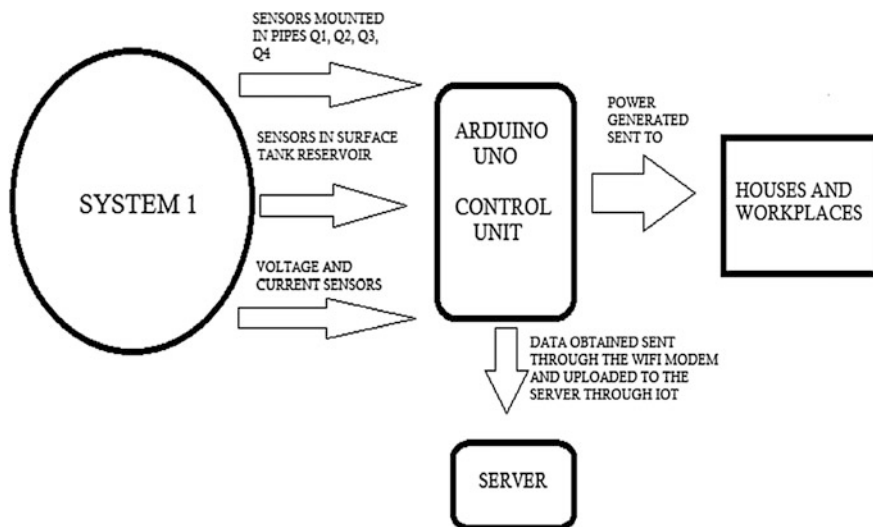 SENSORS MOUNTED
IN PIPES Q1, Q2, Q3,
Q4
SYSTEM 1
SENSORS IN SURFACE
TANK RESERVOIR
VOLTAGE AND
CURRENT SENSORS
ARDUINO
UNO
CONTROL
UNIT
POWER
GENERATED
SENT TO
HOUSES AND
WORKPLACES
DATA OBTAINED SENT
THROUGH THE WIFI MODEM
AND UPLOADED TO THE
SERVER THROUGH IOT
SERVER